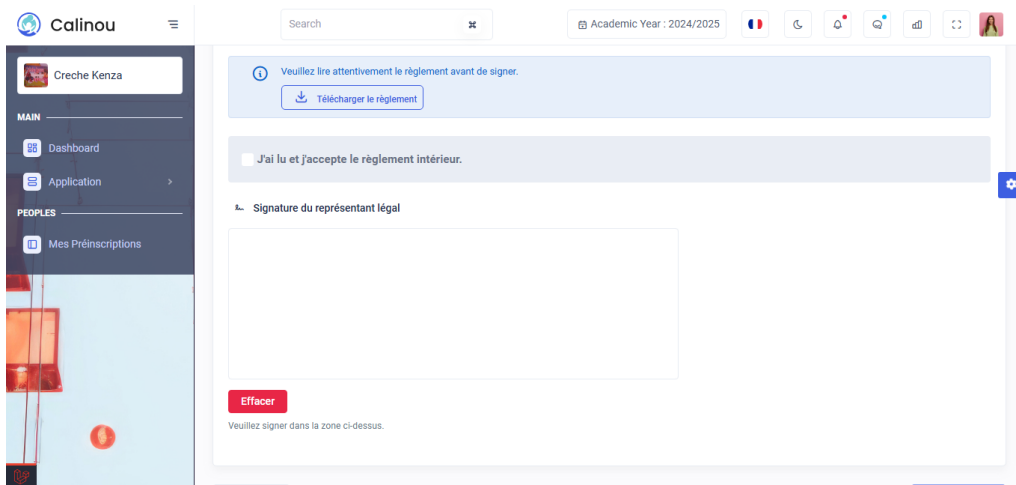 Calinou
Search
Academic Year : 2024/2025
Creche Kenza
MAIN
Dashboard
Application
PEOPLES
Mes Préinscriptions
Veuillez lire attentivement le règlement avant de signer.
Télécharger le règlement
J'ai lu et j'accepte le règlement intérieur.
Signature du représentant légal
Effacer
Veuillez signer dans la zone ci-dessus.